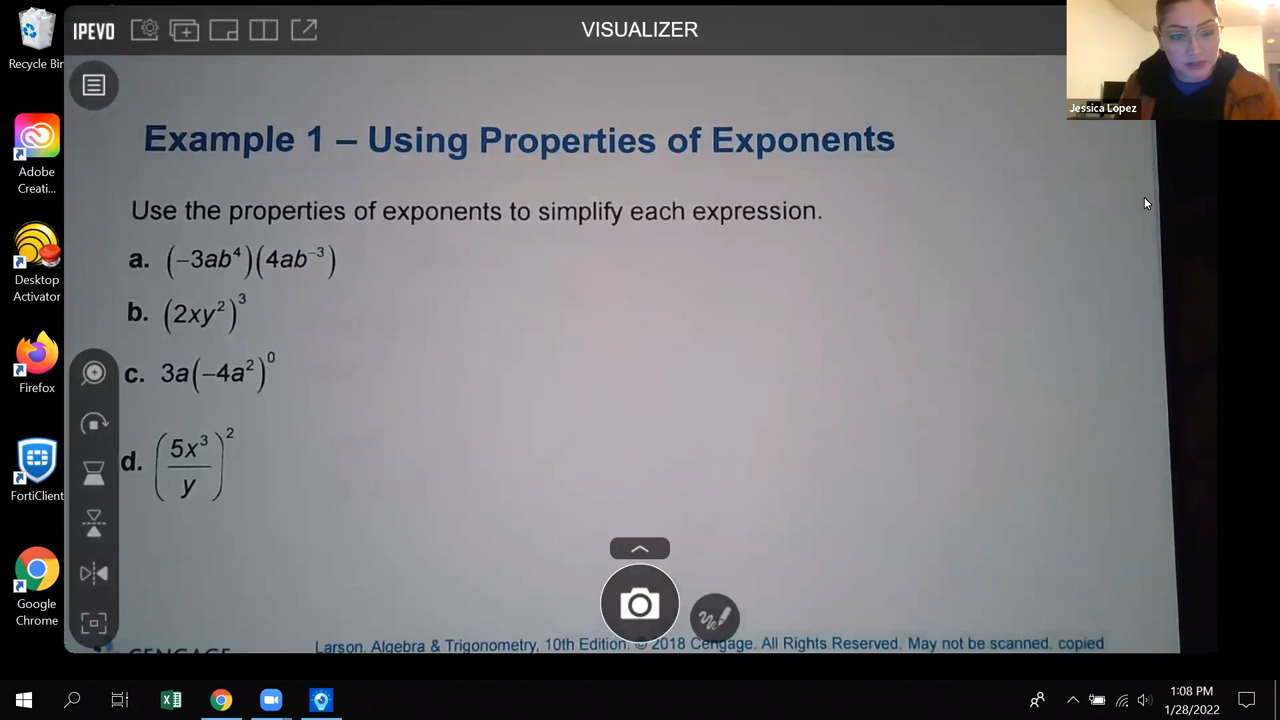 Recycle Bin
IPEVO
VISUALIZER
Jessica Lopez
Adobe
Creati...
Desktop
Activator
Firefox
FortiClient
Google
Chrome
Example 1 – Using Properties of Exponents
Use the properties of exponents to simplify each expression.
a. (−3ab⁴)(4ab⁻³)
b. (2xy²)³
c. 3a(−4a²)⁰
d. (5x³/y)²
CENGAGE
Larson, Algebra & Trigonometry, 10th Edition. © 2018 Cengage. All Rights Reserved. May not be scanned, copied
1:08 PM
1/28/2022